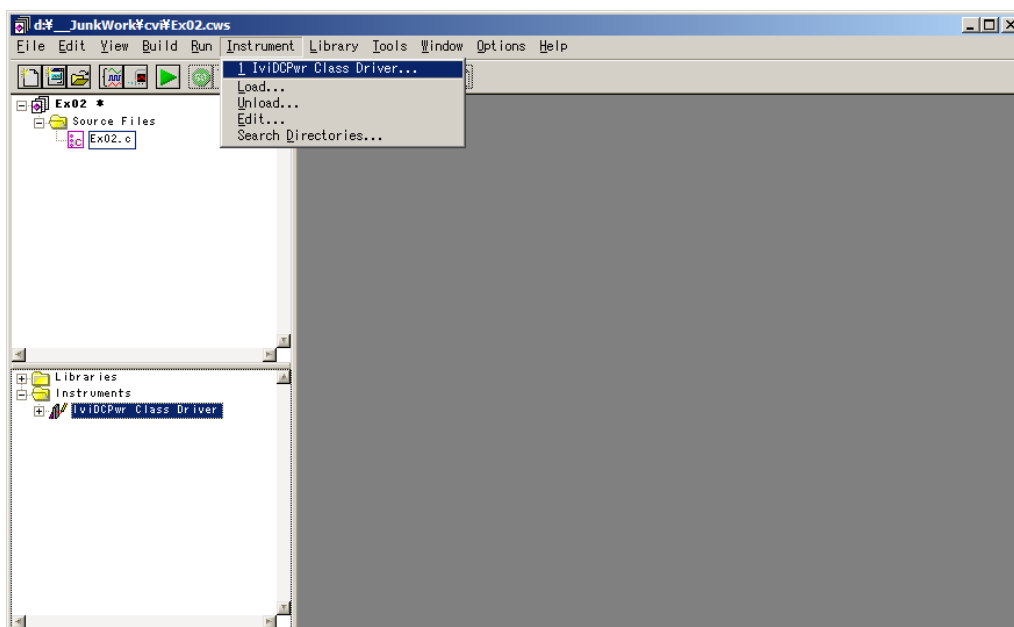 d:¥__JunkWork¥cvi¥Ex02.cws
File Edit View Build Run Instrument Library Tools Window Options Help
1 IviDCPwr Class Driver...
Load...
Unload...
Edit...
Search Directories...
Ex02 *
Source Files
Ex02.c
Libraries
Instruments
IviDCPwr Class Driver